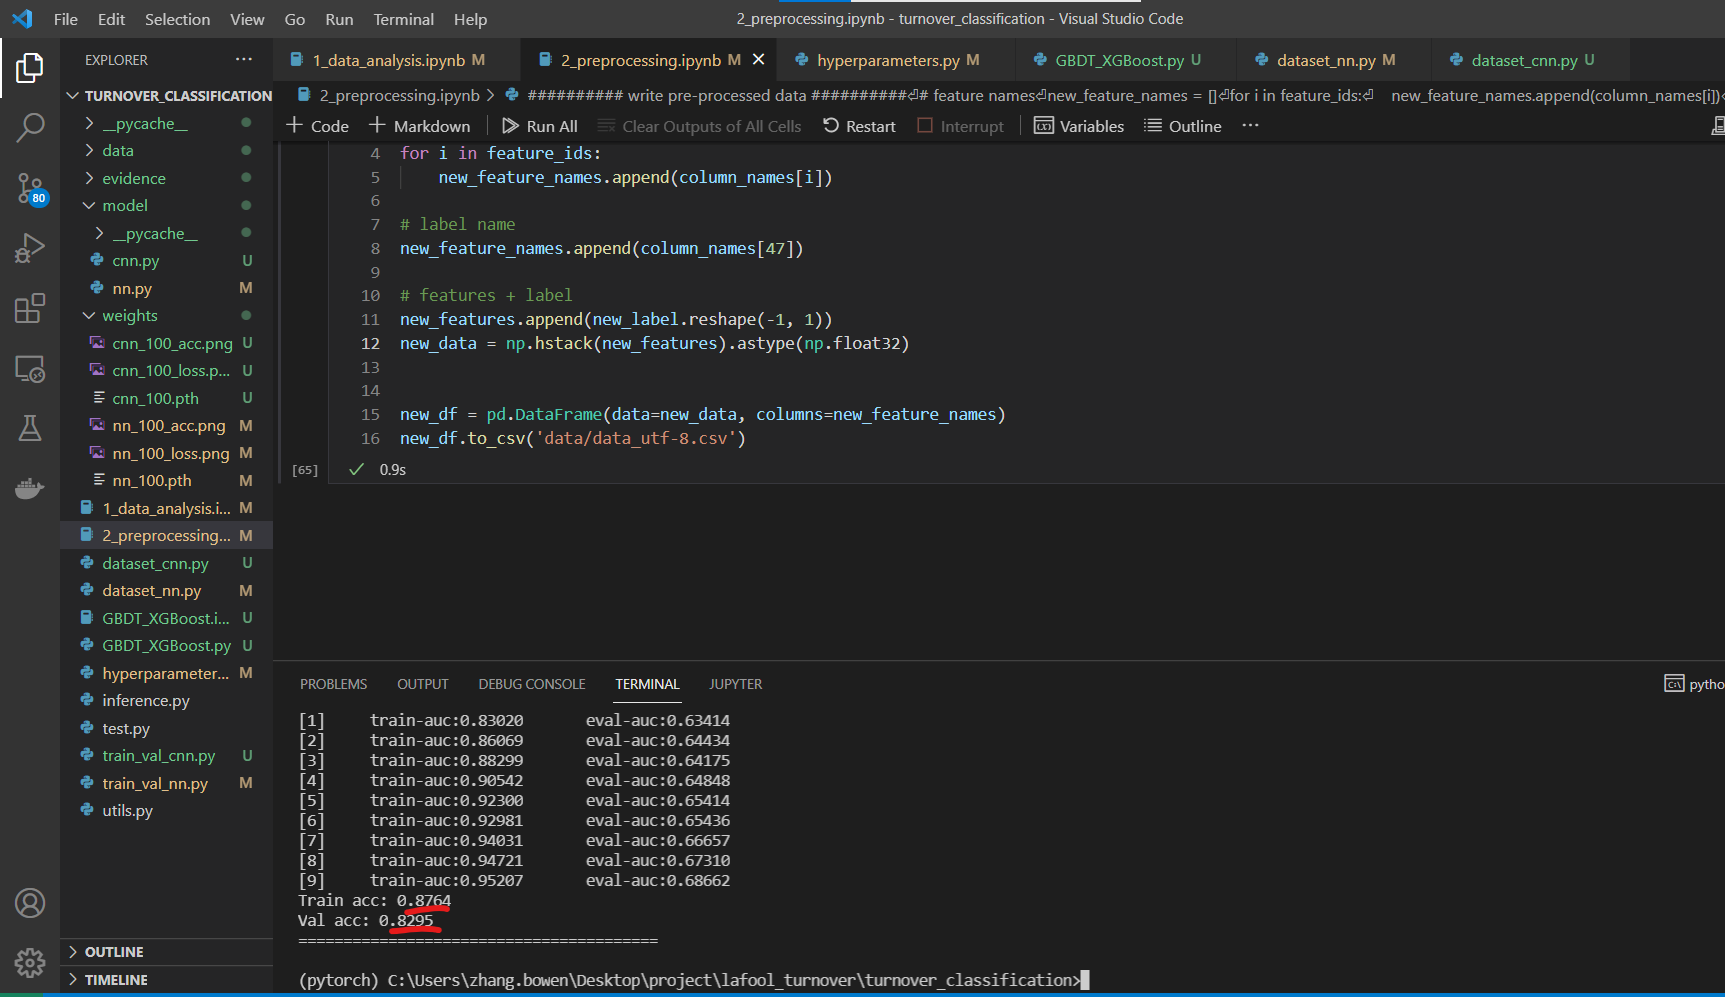 File Edit Selection View Go Run Terminal Help
2_preprocessing.ipynb - turnover_classification - Visual Studio Code
EXPLORER ···
1_data_analysis.ipynb M
2_preprocessing.ipynb M
hyperparameters.py M
GBDT_XGBoost.py U
dataset_nn.py M
dataset_cnn.py U
2_preprocessing.ipynb > ########## write pre-processed data ##########⏎# feature names⏎new_feature_names = []⏎for i in feature_ids:⏎ new_feature_names.append(column_names[i])
+ Code + Markdown Run All Clear Outputs of All Cells Restart Interrupt Variables Outline ···
TURNOVER_CLASSIFICATION
__pycache__
data
evidence
model
__pycache__
cnn.py U
nn.py M
weights
cnn_100_acc.png U
cnn_100_loss.p... U
cnn_100.pth U
nn_100_acc.png M
nn_100_loss.png M
nn_100.pth M
1_data_analysis.i... M
2_preprocessing... M
dataset_cnn.py U
dataset_nn.py M
GBDT_XGBoost.i... U
GBDT_XGBoost.py U
hyperparameter... M
inference.py
test.py
train_val_cnn.py U
train_val_nn.py M
utils.py
OUTLINE
TIMELINE
80
4 for i in feature_ids:
5 new_feature_names.append(column_names[i])
6
7 # label name
8 new_feature_names.append(column_names[47])
9
10 # features + label
11 new_features.append(new_label.reshape(-1, 1))
12 new_data = np.hstack(new_features).astype(np.float32)
13
14
15 new_df = pd.DataFrame(data=new_data, columns=new_feature_names)
16 new_df.to_csv('data/data_utf-8.csv')
[65] ✓ 0.9s
PROBLEMS OUTPUT DEBUG CONSOLE TERMINAL JUPYTER
pytho
[1] train-auc:0.83020 eval-auc:0.63414
[2] train-auc:0.86069 eval-auc:0.64434
[3] train-auc:0.88299 eval-auc:0.64175
[4] train-auc:0.90542 eval-auc:0.64848
[5] train-auc:0.92300 eval-auc:0.65414
[6] train-auc:0.92981 eval-auc:0.65436
[7] train-auc:0.94031 eval-auc:0.66657
[8] train-auc:0.94721 eval-auc:0.67310
[9] train-auc:0.95207 eval-auc:0.68662
Train acc: 0.8764
Val acc: 0.8295
========================================
(pytorch) C:\Users\zhang.bowen\Desktop\project\lafool_turnover\turnover_classification>